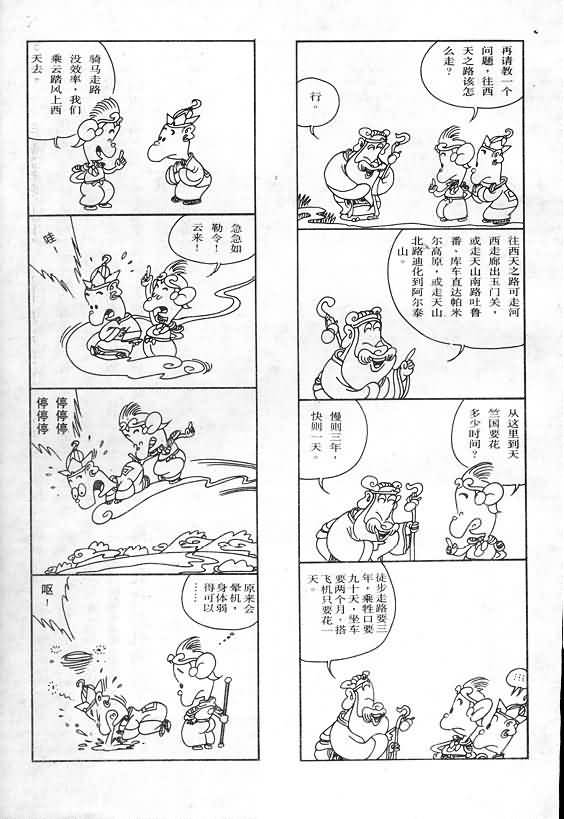 再请教一个
问题，往西
天之路该怎
么走？
行。
往西天之路可走河
西走廊出玉门关，
或走天山南路吐鲁
番、库车直达帕米
尔高原，或走天山
北路迪化到阿尔泰
山。
从这里到天
竺国要花
多少时间？
慢则三年，
快则一天。
徒步走路要三
年，乘牲口要
九十天，坐车
要两个月，搭
飞机只要花一
天。
……
骑马走路
没效率，我们
乘云踏风上西
天去。
急急如
勒令！
云来！
哇！
停停停
停停停
原来会
晕机，
身体弱
得可以
……
呕！